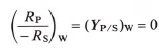 (R_P / -R_S)_W = (Y_P/S)_W = 0